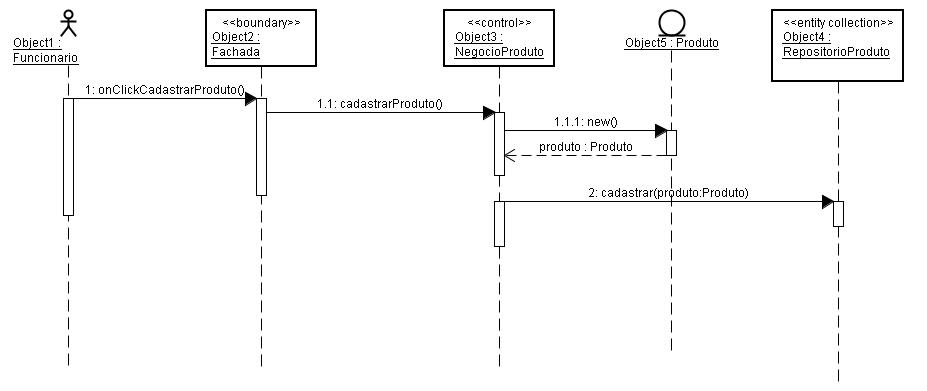 Object1 :
Funcionario
<<boundary>>
Object2 :
Fachada
<<control>>
Object3 :
NegocioProduto
Object5 : Produto
<<entity collection>>
Object4 :
RepositorioProduto
1: onClickCadastrarProduto()
1.1: cadastrarProduto()
1.1.1: new()
produto : Produto
2: cadastrar(produto:Produto)